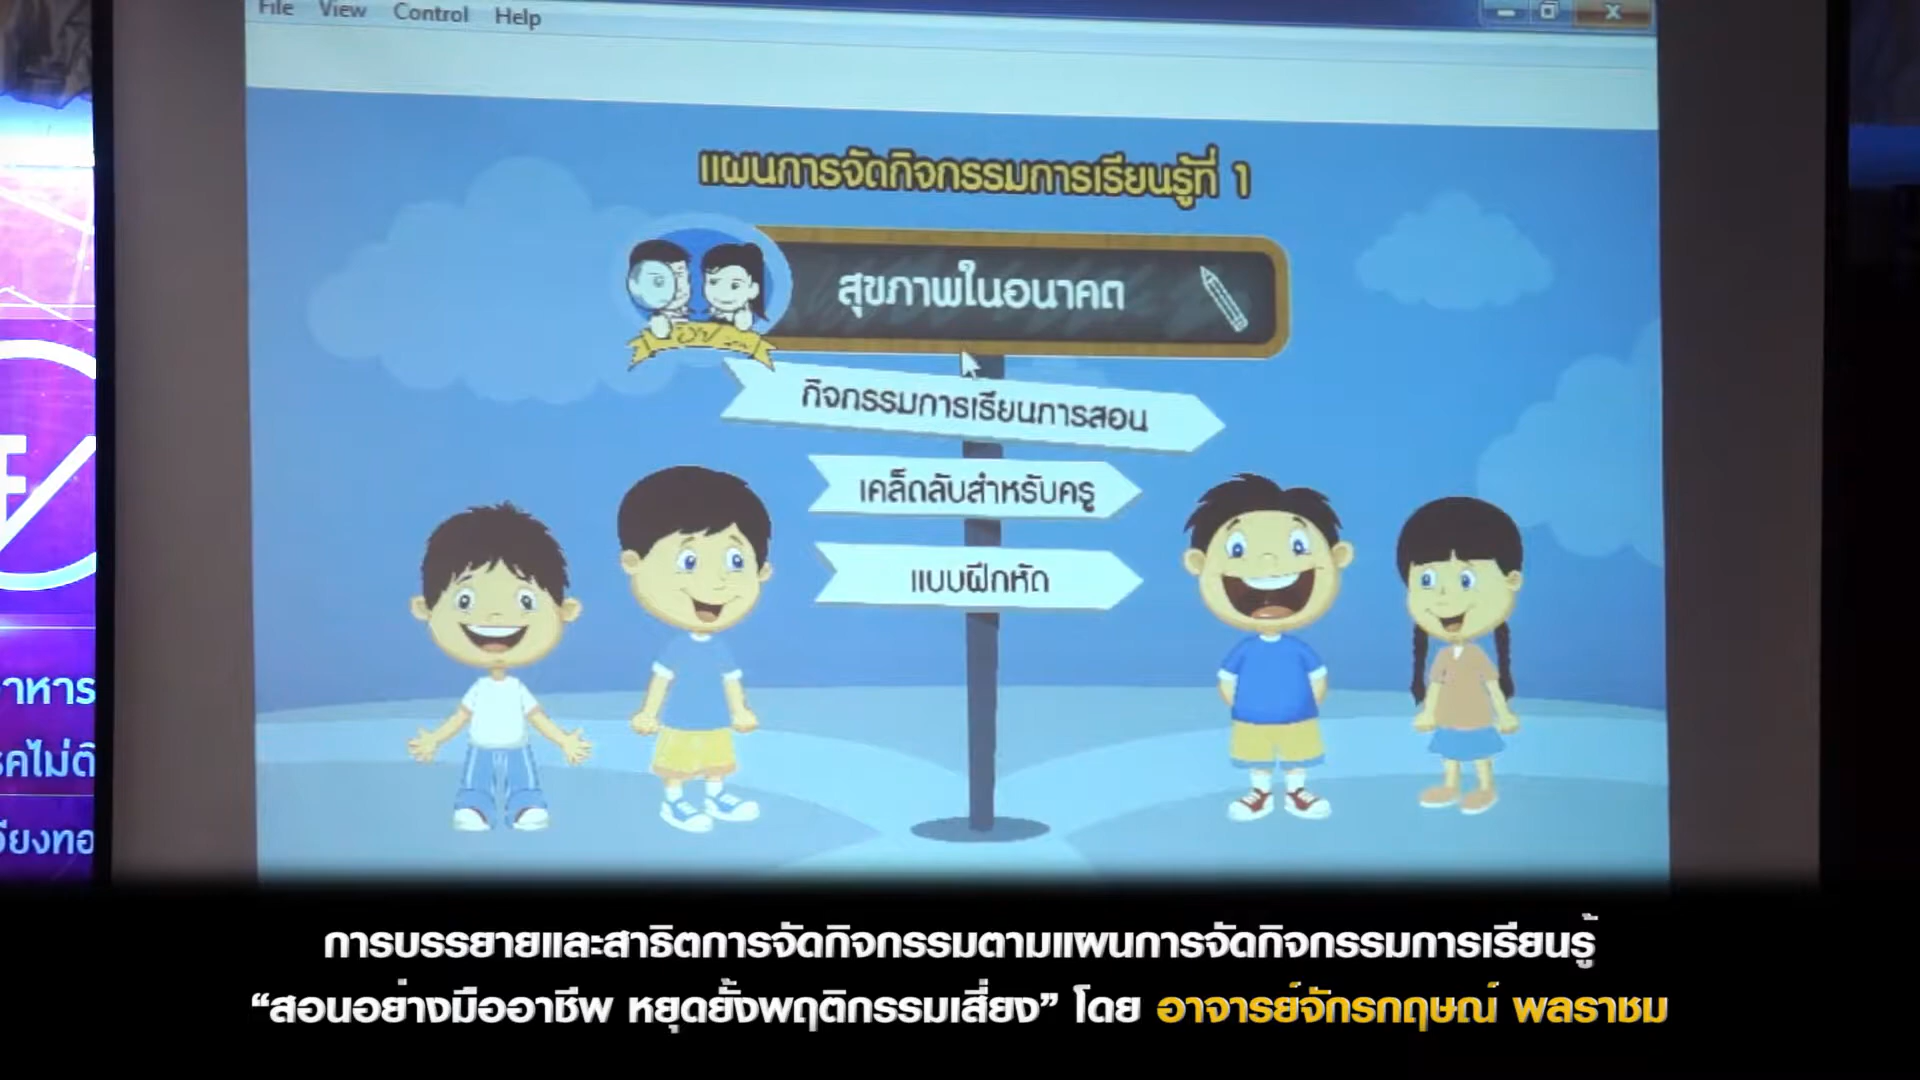 File View Control Help
แผนการจัดกิจกรรมการเรียนรู้ที่ 1
สุขภาพในอนาคต
กิจกรรมการเรียนการสอน
เคล็ดลับสำหรับครู
แบบฝึกหัด
าหาร
คไม่ติ
ียงทอ
การบรรยายและสาธิตการจัดกิจกรรมตามแผนการจัดกิจกรรมการเรียนรู้
“สอนอย่างมืออาชีพ หยุดยั้งพฤติกรรมเสี่ยง” โดย อาจารย์จักรกฤษณ์ พลราชม